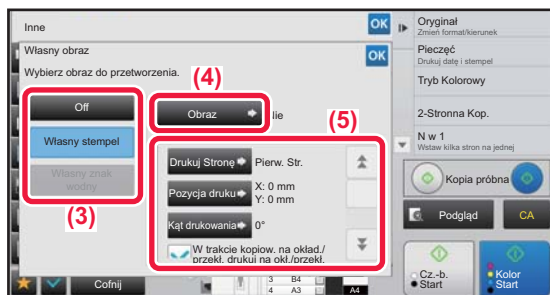 Inne
OK
Własny obraz
OK
Wybierz obraz do przetworzenia.
(4)
Off
Własny stempel
Własny znak
wodny
(3)
Obraz
lie
(5)
Drukuj Stronę
Pierw. Str.
Pozycja druku
X: 0 mm
Y: 0 mm
Kąt drukowania
0°
W trakcie kopiow. na okład./
przekł. drukuj na okł./przekł.
Cofnij
3 B4
4 A3
A4
Oryginał
Zmień format/kierunek
Pieczęć
Drukuj datę i stempel
Tryb Kolorowy
2-Stronna Kop.
N w 1
Wstaw kilka stron na jednej
Kopia próbna
Podgląd
CA
Cz.-b.
Start
Kolor
Start